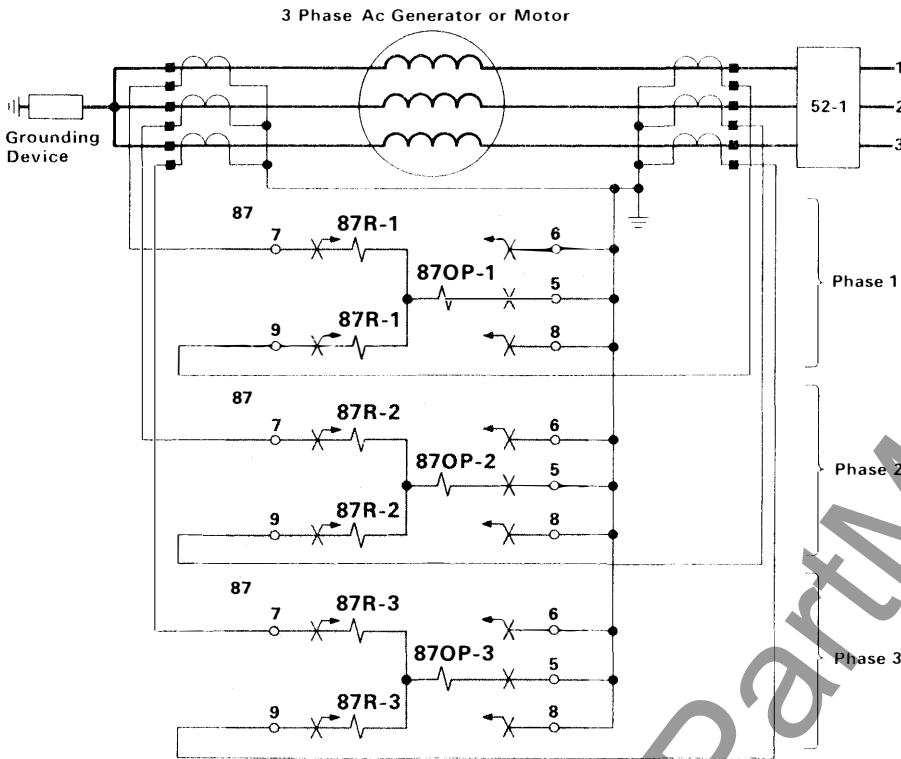 3 Phase Ac Generator or Motor
1
52-1
2
Grounding
Device
3
87
7
87R-1
6
87OP-1
5
Phase 1
9
87R-1
8
87
7
87R-2
6
87OP-2
5
Phase 2
9
87R-2
8
87
7
87R-3
6
87OP-3
5
Phase 3
9
87R-3
8
PartM